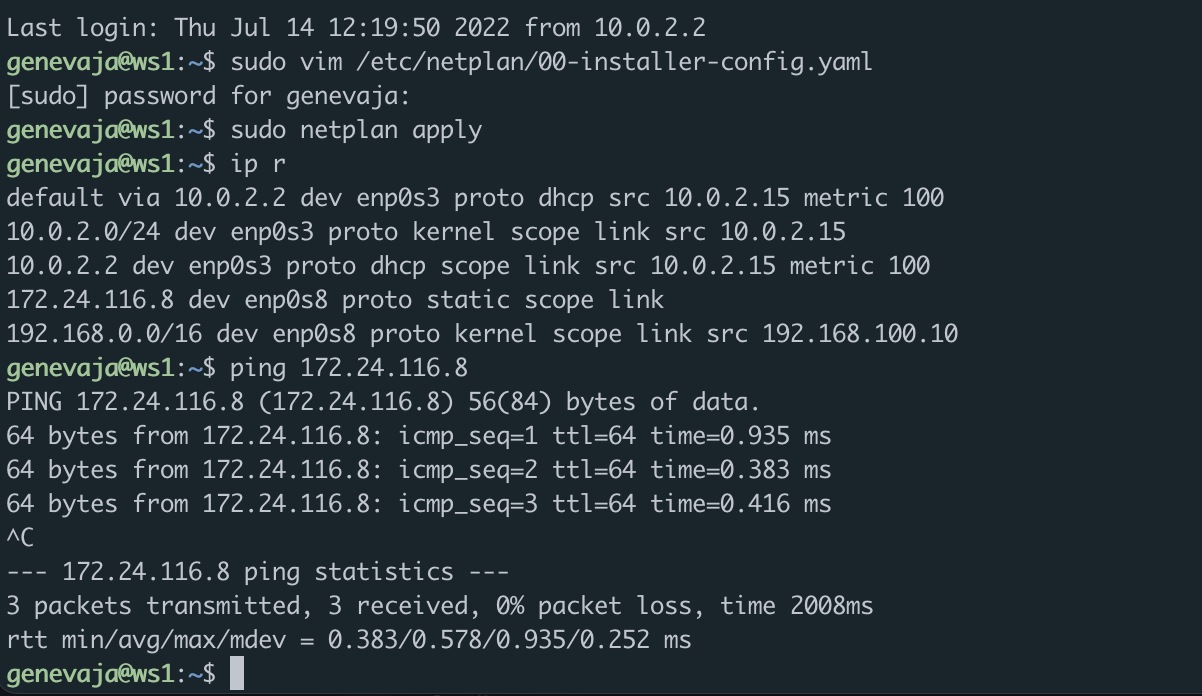 Last login: Thu Jul 14 12:19:50 2022 from 10.0.2.2
genevaja@ws1:~$ sudo vim /etc/netplan/00-installer-config.yaml
[sudo] password for genevaja:
genevaja@ws1:~$ sudo netplan apply
genevaja@ws1:~$ ip r
default via 10.0.2.2 dev enp0s3 proto dhcp src 10.0.2.15 metric 100
10.0.2.0/24 dev enp0s3 proto kernel scope link src 10.0.2.15
10.0.2.2 dev enp0s3 proto dhcp scope link src 10.0.2.15 metric 100
172.24.116.8 dev enp0s8 proto static scope link
192.168.0.0/16 dev enp0s8 proto kernel scope link src 192.168.100.10
genevaja@ws1:~$ ping 172.24.116.8
PING 172.24.116.8 (172.24.116.8) 56(84) bytes of data.
64 bytes from 172.24.116.8: icmp_seq=1 ttl=64 time=0.935 ms
64 bytes from 172.24.116.8: icmp_seq=2 ttl=64 time=0.383 ms
64 bytes from 172.24.116.8: icmp_seq=3 ttl=64 time=0.416 ms
^C
--- 172.24.116.8 ping statistics ---
3 packets transmitted, 3 received, 0% packet loss, time 2008ms
rtt min/avg/max/mdev = 0.383/0.578/0.935/0.252 ms
genevaja@ws1:~$